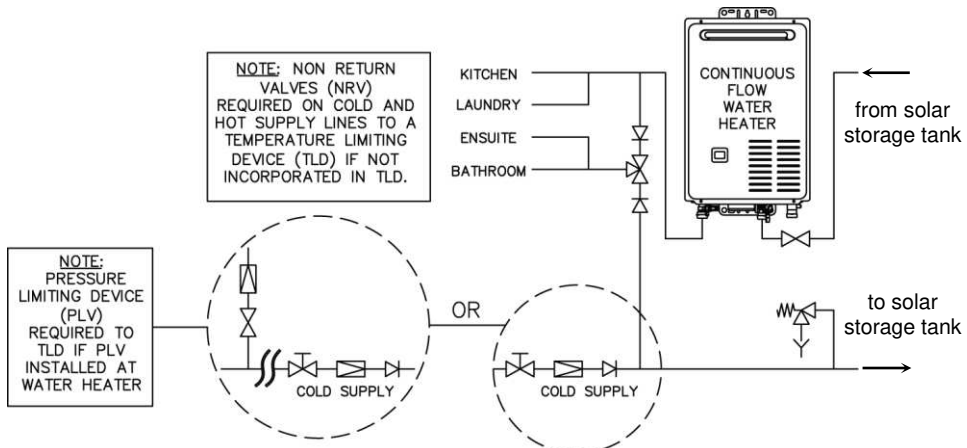 NOTE: NON RETURN
VALVES (NRV)
REQUIRED ON COLD AND
HOT SUPPLY LINES TO A
TEMPERATURE LIMITING
DEVICE (TLD) IF NOT
INCORPORATED IN TLD.
KITCHEN
LAUNDRY
ENSUITE
BATHROOM
CONTINUOUS
FLOW
WATER
HEATER
from solar
storage tank
NOTE:
PRESSURE
LIMITING DEVICE
(PLV)
REQUIRED TO
TLD IF PLV
INSTALLED AT
WATER HEATER
COLD SUPPLY
OR
COLD SUPPLY
to solar
storage tank